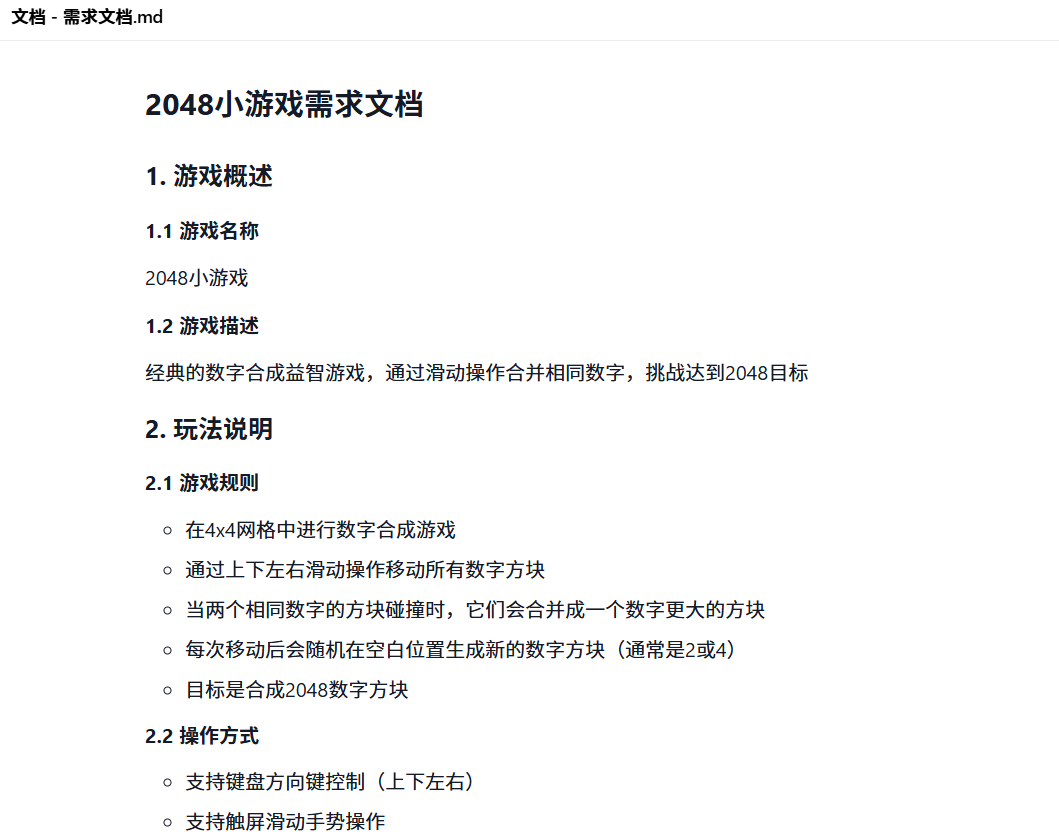 文档 - 需求文档.md
2048小游戏需求文档
1. 游戏概述
1.1 游戏名称
2048小游戏
1.2 游戏描述
经典的数字合成益智游戏，通过滑动操作合并相同数字，挑战达到2048目标
2. 玩法说明
2.1 游戏规则
在4x4网格中进行数字合成游戏
通过上下左右滑动操作移动所有数字方块
当两个相同数字的方块碰撞时，它们会合并成一个数字更大的方块
每次移动后会随机在空白位置生成新的数字方块（通常是2或4）
目标是合成2048数字方块
2.2 操作方式
支持键盘方向键控制（上下左右）
支持触屏滑动手势操作